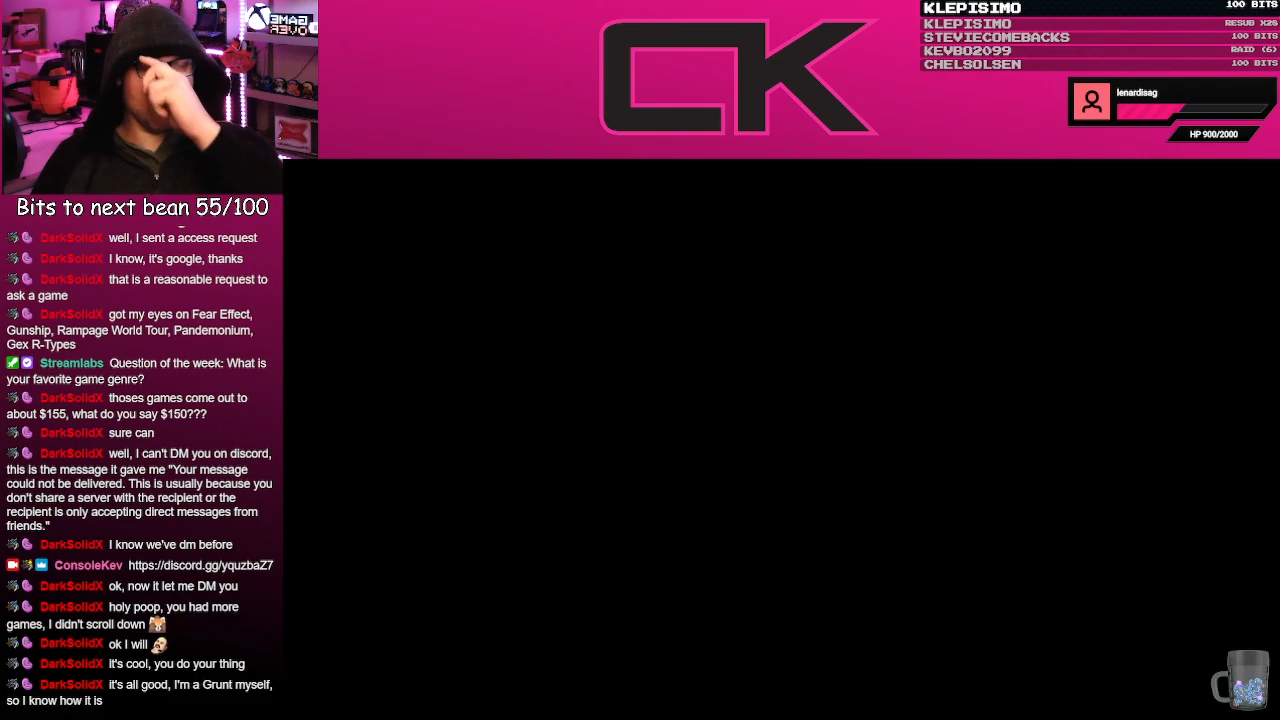 GAME
OVER
CK
KLEPISIMO 100 BITS
KLEPISIMO RESUB X26
STEVIECOMEBACKS 100 BITS
KEVBO2099 RAID (6)
CHELSOLSEN 100 BITS
lenardisag
HP 900/2000
Bits to next bean 55/100
DarkSolidX well, I sent a access request
DarkSolidX I know, it's google, thanks
DarkSolidX that is a reasonable request to
ask a game
DarkSolidX got my eyes on Fear Effect,
Gunship, Rampage World Tour, Pandemonium,
Gex R-Types
Streamlabs Question of the week: What is
your favorite game genre?
DarkSolidX thoses games come out to
about $155, what do you say $150???
DarkSolidX sure can
DarkSolidX well, I can't DM you on discord,
this is the message it gave me "Your message
could not be delivered. This is usually because you
don't share a server with the recipient or the
recipient is only accepting direct messages from
friends."
DarkSolidX I know we've dm before
ConsoleKev https://discord.gg/yquzbaZ7
DarkSolidX ok, now it let me DM you
DarkSolidX holy poop, you had more
games, I didn't scroll down
DarkSolidX ok I will
DarkSolidX it's cool, you do your thing
DarkSolidX it's all good, I'm a Grunt myself,
so I know how it is